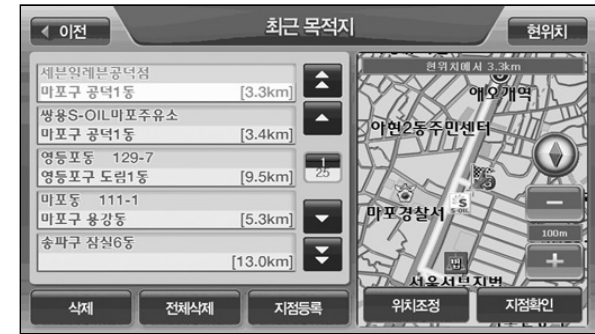 이전
최근 목적지
현위치
세븐일레븐공덕점
마포구 공덕1동 [3.3km]
쌍용S-OIL마포주유소
마포구 공덕1동 [3.4km]
영등포동 129-7
영등포구 도림1동 [9.5km]
마포동 111-1
마포구 용강동 [5.3km]
송파구 잠실6동
[13.0km]
1
25
현위치에서 3.3km
애오개역
아현2동주민센터
마포경찰서
S-OIL
100m
서울서부지법
삭제
전체삭제
지점등록
위치조정
지점확인